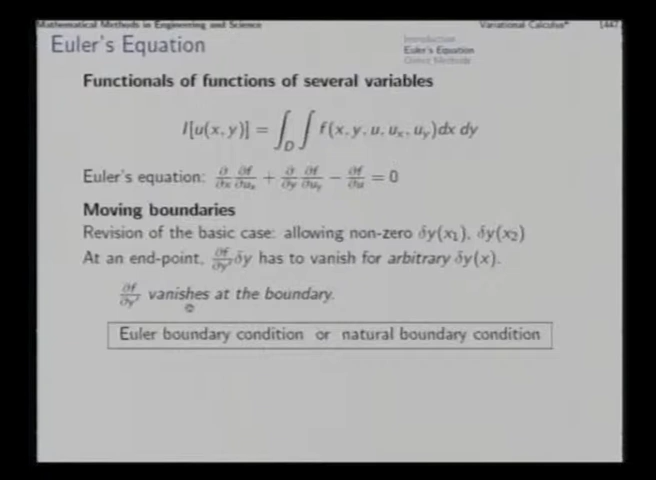 Mathematical Methods in Engineering and Science
Variational Calculus*
1447
Euler's Equation
Introduction
Euler's Equation
Direct Methods
Functionals of functions of several variables
I[u(x, y)] = ∫_D ∫ f(x, y, u, u_x, u_y)dx dy
Euler's equation: ∂/∂x ∂f/∂u_x + ∂/∂y ∂f/∂u_y − ∂f/∂u = 0
Moving boundaries
Revision of the basic case: allowing non-zero δy(x₁), δy(x₂)
At an end-point, ∂f/∂y′ δy has to vanish for arbitrary δy(x).
∂f/∂y′ vanishes at the boundary.
Euler boundary condition or natural boundary condition